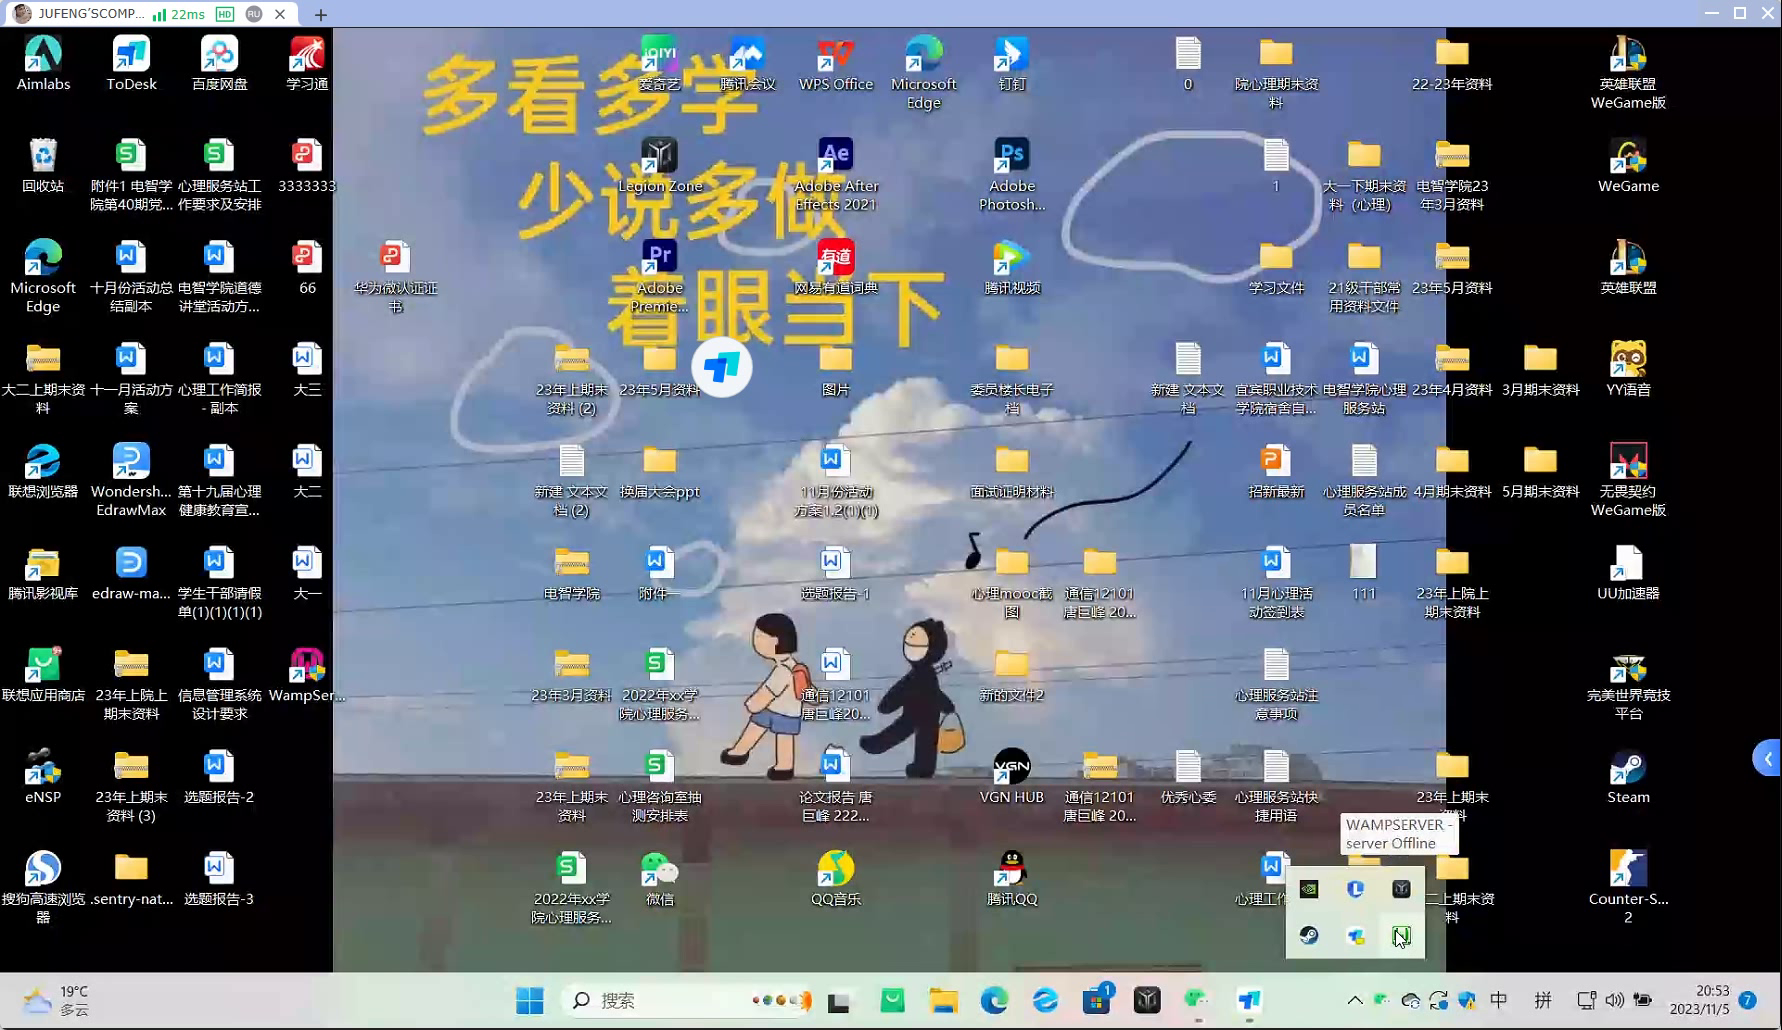 JUFENG'SCOMP... 22ms HD RU
Aimlabs
ToDesk
百度网盘
学习通
爱奇艺
腾讯会议
WPS Office
Microsoft
Edge
钉钉
0
院心理期末资
料
22-23年资料
英雄联盟
WeGame版
多看多学
少说多做
着眼当下
回收站
附件1 电智学
院第40期党...
心理服务站工
作要求及安排
3333333
Legion Zone
Adobe After
Effects 2021
Adobe
Photosh...
1
大一下期末资
料（心理）
电智学院23
年3月资料
WeGame
Microsoft
Edge
十月份活动总
结副本
电智学院道德
讲堂活动方...
66
华为微认证证
书
Adobe
Premie...
网易有道词典
腾讯视频
学习文件
21级干部常
用资料文件
23年5月资料
英雄联盟
大二上期末资
料
十一月活动方
案
心理工作简报
- 副本
大三
23年上期末
资料 (2)
23年5月资料
图片
委员楼长电子
档
新建 文本文
档
宜宾职业技术
学院宿舍自...
电智学院心理
服务站
23年4月资料
3月期末资料
YY语音
联想浏览器
Wondersh...
EdrawMax
第十九届心理
健康教育宣...
大二
新建 文本文
档 (2)
换届大会ppt
11月份活动
方案1.2(1)(1)
面试证明材料
招新最新
心理服务站成
员名单
4月期末资料
5月期末资料
无畏契约
WeGame版
腾讯影视库
edraw-ma...
学生干部请假
单(1)(1)(1)(1)
大一
电智学院
附件一
选题报告-1
心理mooc截
图
通信12101
唐巨峰 20...
11月心理活
动签到表
111
23年上院上
期末资料
UU加速器
联想应用商店
23年上院上
期末资料
信息管理系统
设计要求
WampSer...
23年3月资料
2022年xx学
院心理服务...
通信12101
唐巨峰20...
新的文件2
心理服务站注
意事项
完美世界竞技
平台
eNSP
23年上期末
资料 (3)
选题报告-2
23年上期末
资料
心理咨询室抽
测安排表
论文报告 唐
巨峰 222...
VGN HUB
通信12101
唐巨峰 20...
优秀心委
心理服务站快
捷用语
23年上期末
资料
Steam
WAMPSERVER -
server Offline
搜狗高速浏览
器
.sentry-nat...
选题报告-3
2022年xx学
院心理服务...
微信
QQ音乐
腾讯QQ
心理工作
二上期末资
料
Counter-S...
2
19°C
多云
搜索
1
中
拼
20:53
2023/11/5
7